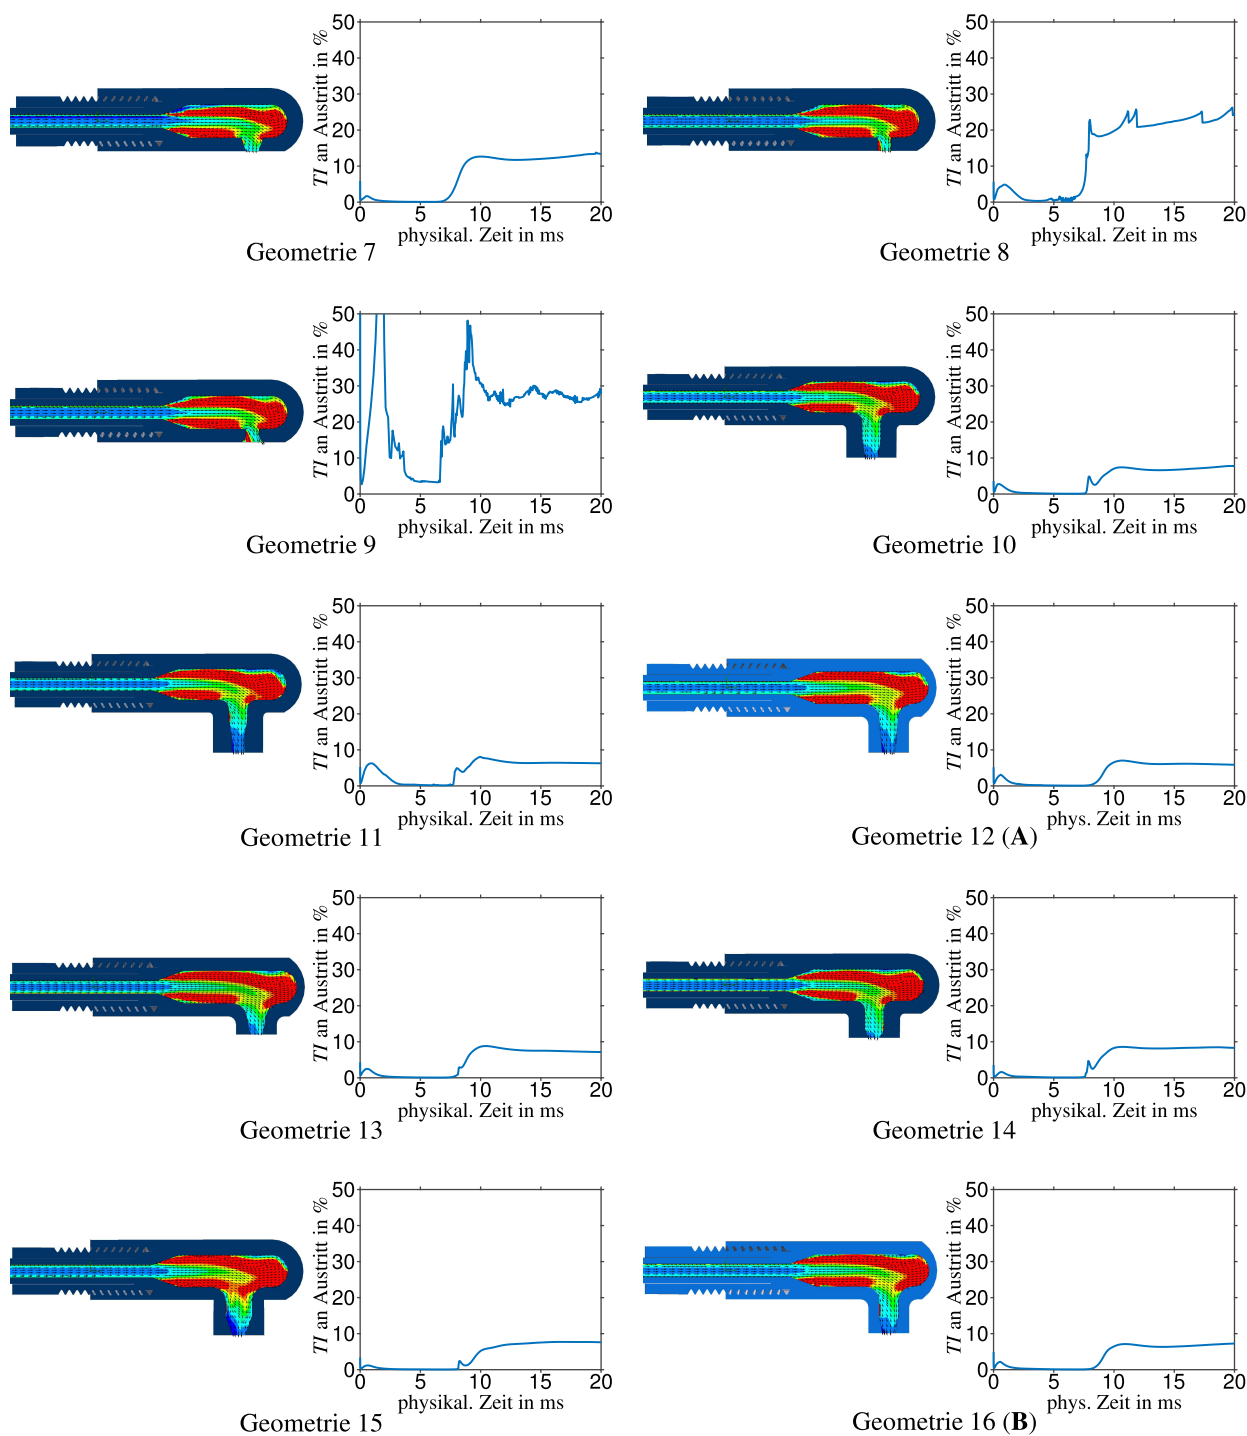 50
40
30
20
10
0
0 5 10 15 20
TI an Austritt in %
physikal. Zeit in ms
Geometrie 7
50
40
30
20
10
0
0 5 10 15 20
TI an Austritt in %
physikal. Zeit in ms
Geometrie 8
50
40
30
20
10
0
0 5 10 15 20
TI an Austritt in %
physikal. Zeit in ms
Geometrie 9
50
40
30
20
10
0
0 5 10 15 20
TI an Austritt in %
physikal. Zeit in ms
Geometrie 10
50
40
30
20
10
0
0 5 10 15 20
TI an Austritt in %
physikal. Zeit in ms
Geometrie 11
50
40
30
20
10
0
0 5 10 15 20
TI an Austritt in %
phys. Zeit in ms
Geometrie 12 (A)
50
40
30
20
10
0
0 5 10 15 20
TI an Austritt in %
physikal. Zeit in ms
Geometrie 13
50
40
30
20
10
0
0 5 10 15 20
TI an Austritt in %
physikal. Zeit in ms
Geometrie 14
50
40
30
20
10
0
0 5 10 15 20
TI an Austritt in %
physikal. Zeit in ms
Geometrie 15
50
40
30
20
10
0
0 5 10 15 20
TI an Austritt in %
phys. Zeit in ms
Geometrie 16 (B)